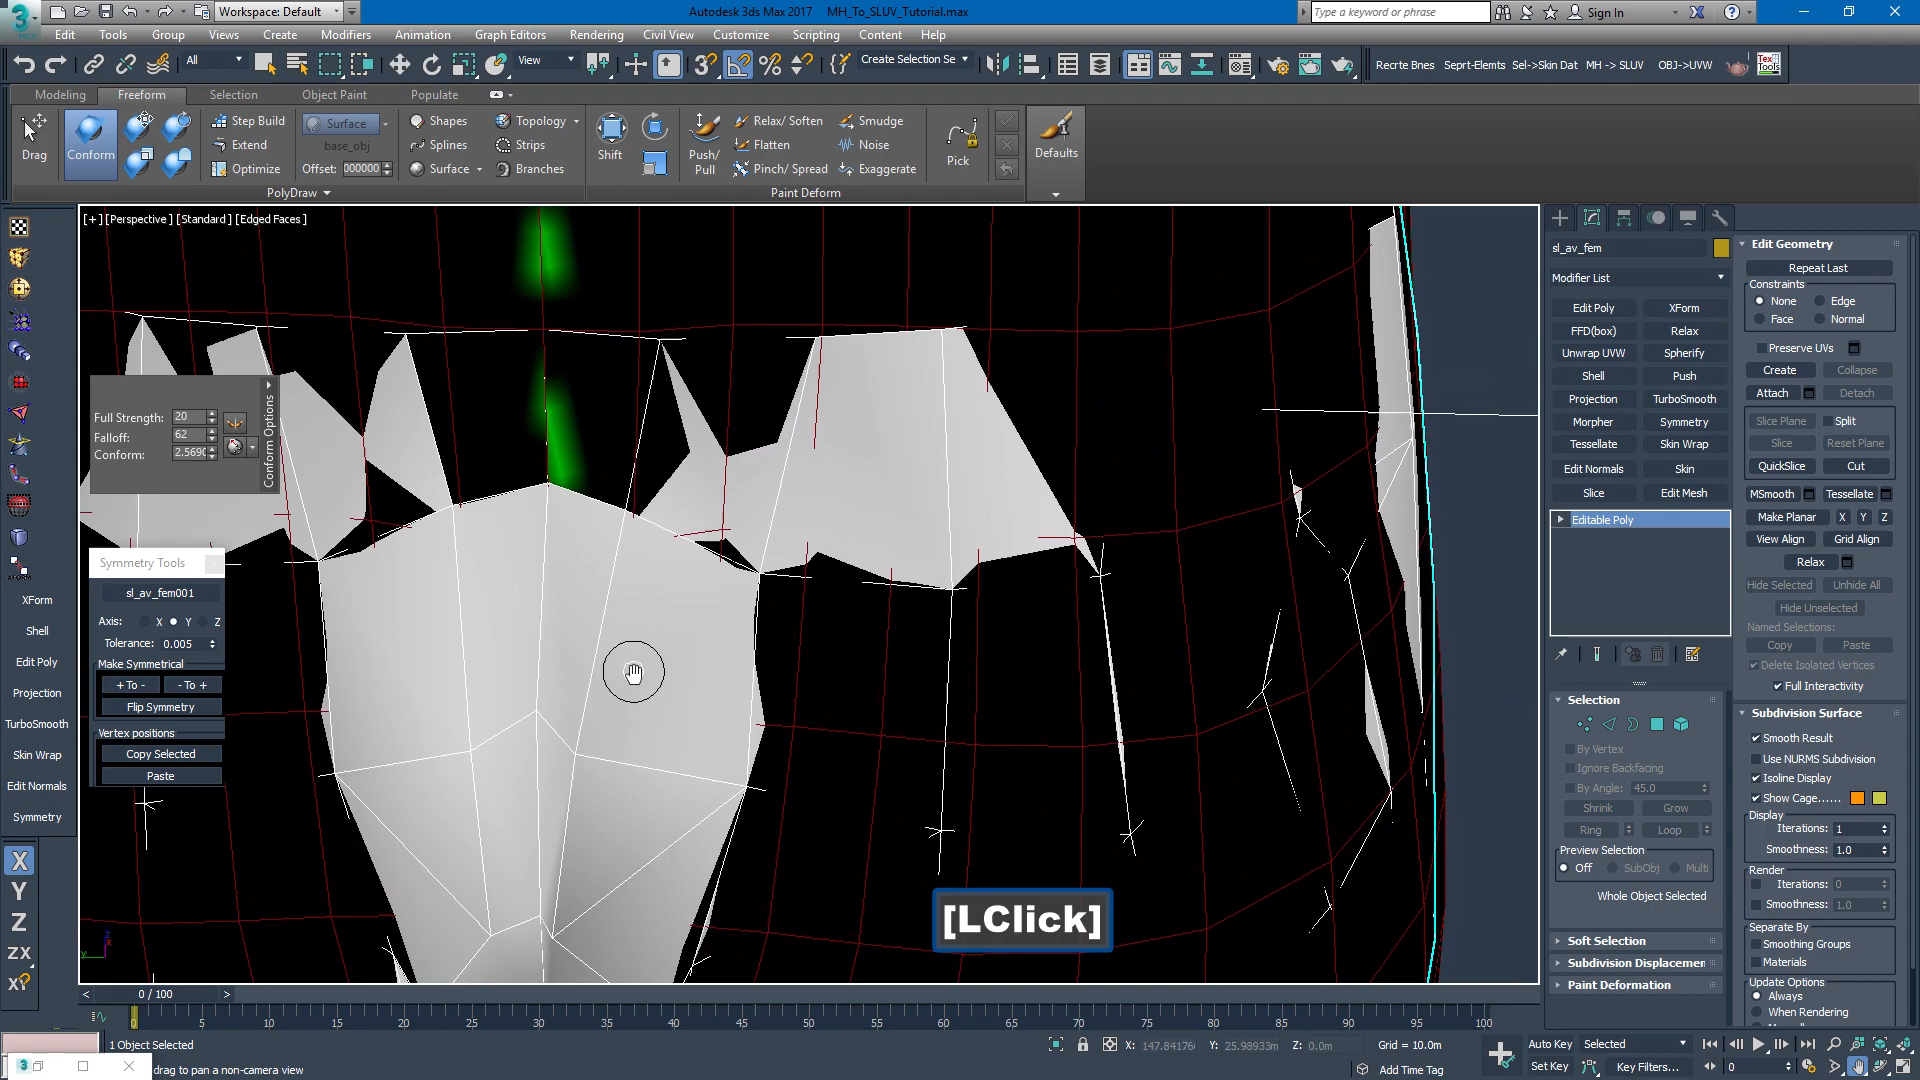 Workspace: Default
Autodesk 3ds Max 2017 MH_To_SLUV_Tutorial.max
Type a keyword or phrase
Sign In
MAX
Edit Tools Group Views Create Modifiers Animation Graph Editors Rendering Civil View Customize Scripting Content Help
All
View
Create Selection Se
Recrte Bnes Seprt-Elemts Sel->Skin Dat MH -> SLUV OBJ->UVW
Modeling Freeform Selection Object Paint Populate
Drag
Conform
Step Build
Extend
Optimize
Surface
base_obj
Offset: 000000
Shapes
Splines
Surface
Topology
Strips
Branches
PolyDraw
Shift
Push/
Pull
Relax/ Soften
Flatten
Pinch/ Spread
Smudge
Noise
Exaggerate
Pick
Defaults
Paint Deform
[+] [Perspective ] [Standard ] [Edged Faces ]
Full Strength: 20
Falloff: 62
Conform: 2.569
Conform Options
Symmetry Tools
sl_av_fem001
Axis: X Y Z
Tolerance: 0.005
Make Symmetrical
+ To - - To +
Flip Symmetry
Vertex positions
Copy Selected
Paste
XFORM
XForm
Shell
Edit Poly
Projection
TurboSmooth
Skin Wrap
Edit Normals
Symmetry
X
Y
Z
ZX
X?
[LClick]
sl_av_fem
Modifier List
Edit Poly XForm
FFD(box) Relax
Unwrap UVW Spherify
Shell Push
Projection TurboSmooth
Morpher Symmetry
Tessellate Skin Wrap
Edit Normals Skin
Slice Edit Mesh
Editable Poly
Selection
By Vertex
Ignore Backfacing
By Angle: 45.0
Shrink Grow
Ring Loop
Preview Selection
Off SubObj Multi
Whole Object Selected
Soft Selection
Subdivision Displacemen
Paint Deformation
Edit Geometry
Repeat Last
Constraints
None Edge
Face Normal
Preserve UVs
Create Collapse
Attach Detach
Slice Plane Split
Slice Reset Plane
QuickSlice Cut
MSmooth Tessellate
Make Planar X Y Z
View Align Grid Align
Relax
Hide Selected Unhide All
Hide Unselected
Named Selections:
Copy Paste
Delete Isolated Vertices
Full Interactivity
Subdivision Surface
Smooth Result
Use NURMS Subdivision
Isoline Display
Show Cage......
Display
Iterations: 1
Smoothness: 1.0
Render
Iterations: 0
Smoothness: 1.0
Separate By
Smoothing Groups
Materials
Update Options
Always
When Rendering
< 0 / 100 >
0 5 10 15 20 25 30 35 40 45 50 55 60 65 70 75 80 85 90 95 100
1 Object Selected
drag to pan a non-camera view
X: 147.841760 Y: 25.98933m Z: 0.0m Grid = 10.0m
Add Time Tag
Auto Key Selected
Set Key Key Filters...
0